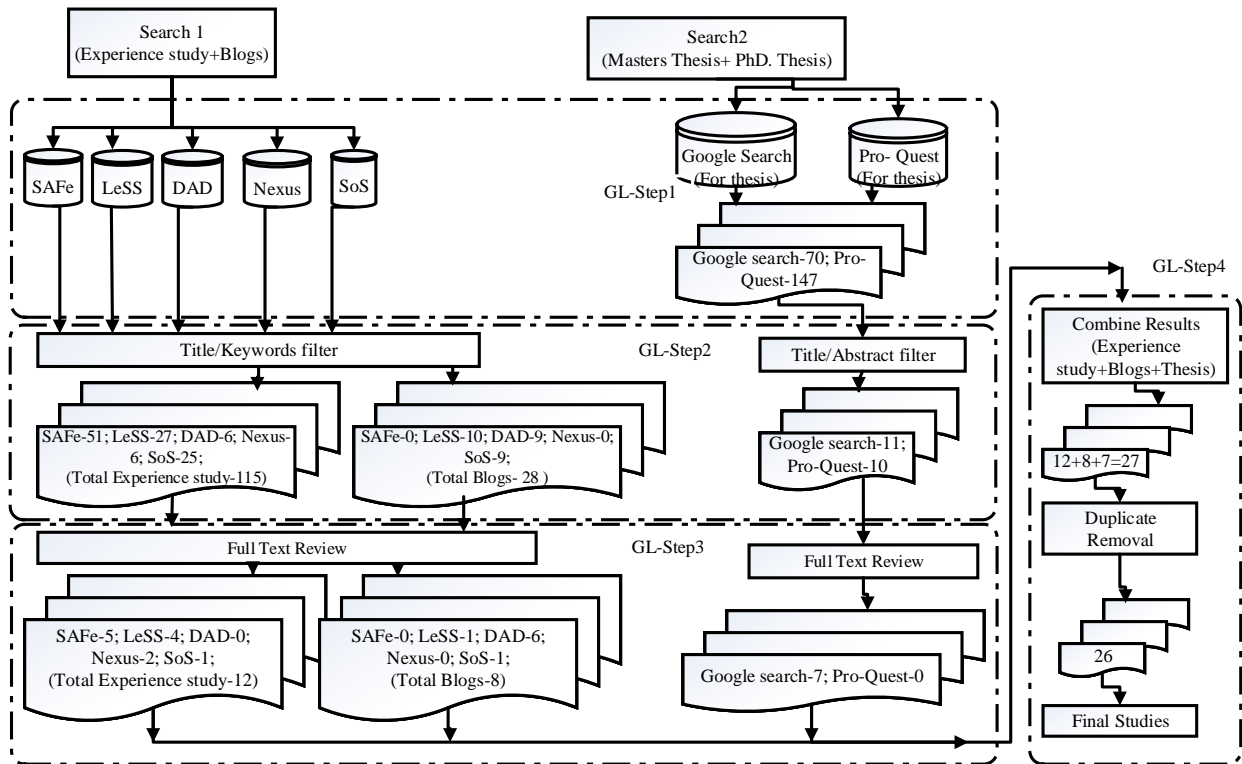 Search 1
(Experience study+Blogs)
Search2
(Masters Thesis+ PhD. Thesis)
SAFe
LeSS
DAD
Nexus
SoS
Google Search
(For thesis)
Pro- Quest
(For thesis)
GL-Step1
Google search-70; Pro-
Quest-147
GL-Step2
Title/Keywords filter
Title/Abstract filter
SAFe-51; LeSS-27; DAD-6; Nexus-
6; SoS-25;
(Total Experience study-115)
SAFe-0; LeSS-10; DAD-9; Nexus-0;
SoS-9;
(Total Blogs- 28 )
Google search-11;
Pro-Quest-10
GL-Step3
Full Text Review
Full Text Review
SAFe-5; LeSS-4; DAD-0;
Nexus-2; SoS-1;
(Total Experience study-12)
SAFe-0; LeSS-1; DAD-6;
Nexus-0; SoS-1;
(Total Blogs-8)
Google search-7; Pro-Quest-0
GL-Step4
Combine Results
(Experience
study+Blogs+Thesis)
12+8+7=27
Duplicate
Removal
26
Final Studies